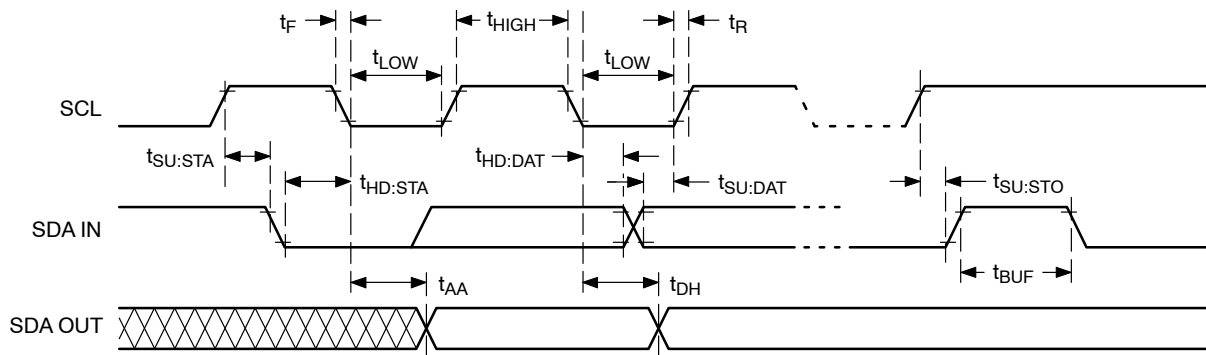 tF
tHIGH
tR
tLOW
tLOW
SCL
tSU:STA
tHD:STA
tHD:DAT
tSU:DAT
tSU:STO
SDA IN
tBUF
tAA
tDH
SDA OUT